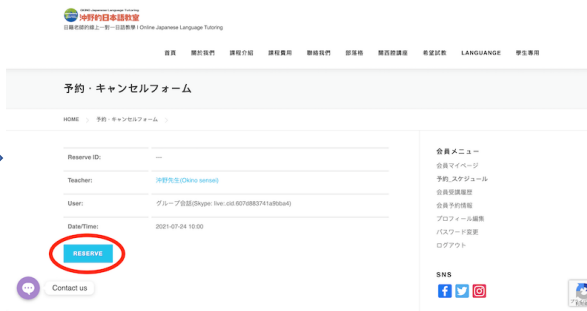 Online Japanese Language Tutoring
沖野的日本語教室
日籍老師的線上一對一日語教學 I Online Japanese Language Tutoring
首頁 關於我們 課程介紹 課程費用 聯絡我們 部落格 關西腔講座 希望試教 LANGUANGE 學生專用
予約・キャンセルフォーム
HOME 予約・キャンセルフォーム
Reserve ID: ---
Teacher: 沖野先生(Okino sensei)
User: グループ会話(Skype: live:.cid.607d883741a9bba4)
Date/Time: 2021-07-24 10:00
RESERVE
Contact us
会員メニュー
会員マイページ
予約_スケジュール
会員受講履歴
会員予約情報
プロフィール編集
パスワード変更
ログアウト
SNS